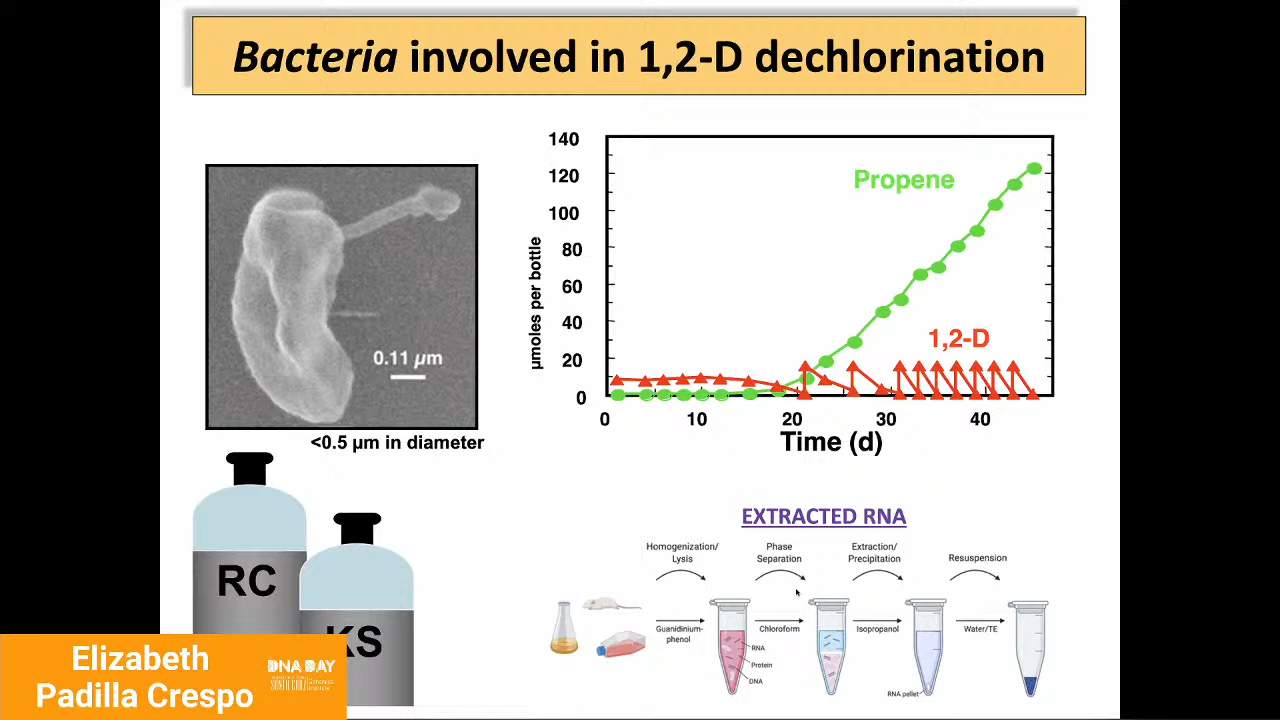 Bacteria involved in 1,2-D dechlorination
0.11 µm
<0.5 µm in diameter
140
120
100
80
60
40
20
0
µmoles per bottle
Propene
1,2-D
0
10
20
30
40
Time (d)
RC
KS
EXTRACTED RNA
Homogenization/
Lysis
Phase
Separation
Extraction/
Precipitation
Resuspension
Guanidinium-
phenol
Chloroform
Isopropanol
Water/TE
RNA
Protein
DNA
RNA pellet
Elizabeth
Padilla Crespo
DNA DAY